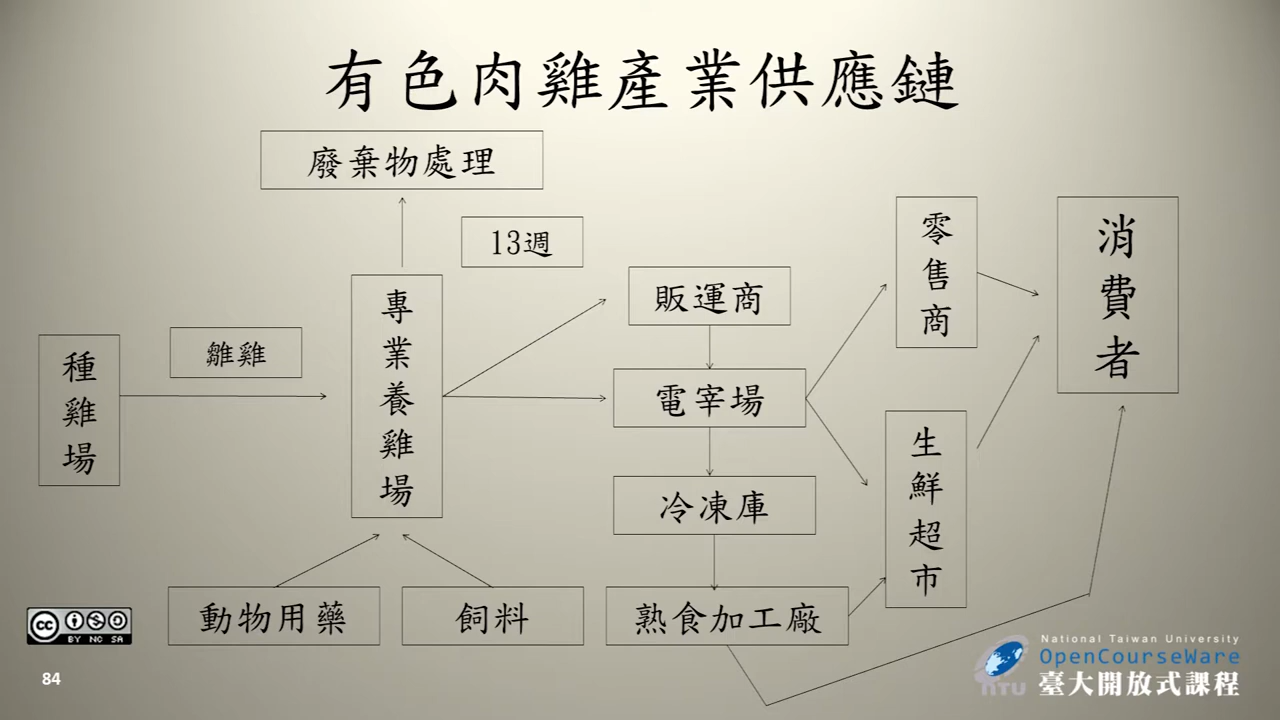 有色肉雞產業供應鏈
廢棄物處理
13週
種雞場
雛雞
專業養雞場
販運商
電宰場
冷凍庫
熟食加工廠
動物用藥
飼料
零售商
生鮮超市
消費者
cc BY NC SA
84
National Taiwan University
OpenCourseWare
NTU
臺大開放式課程